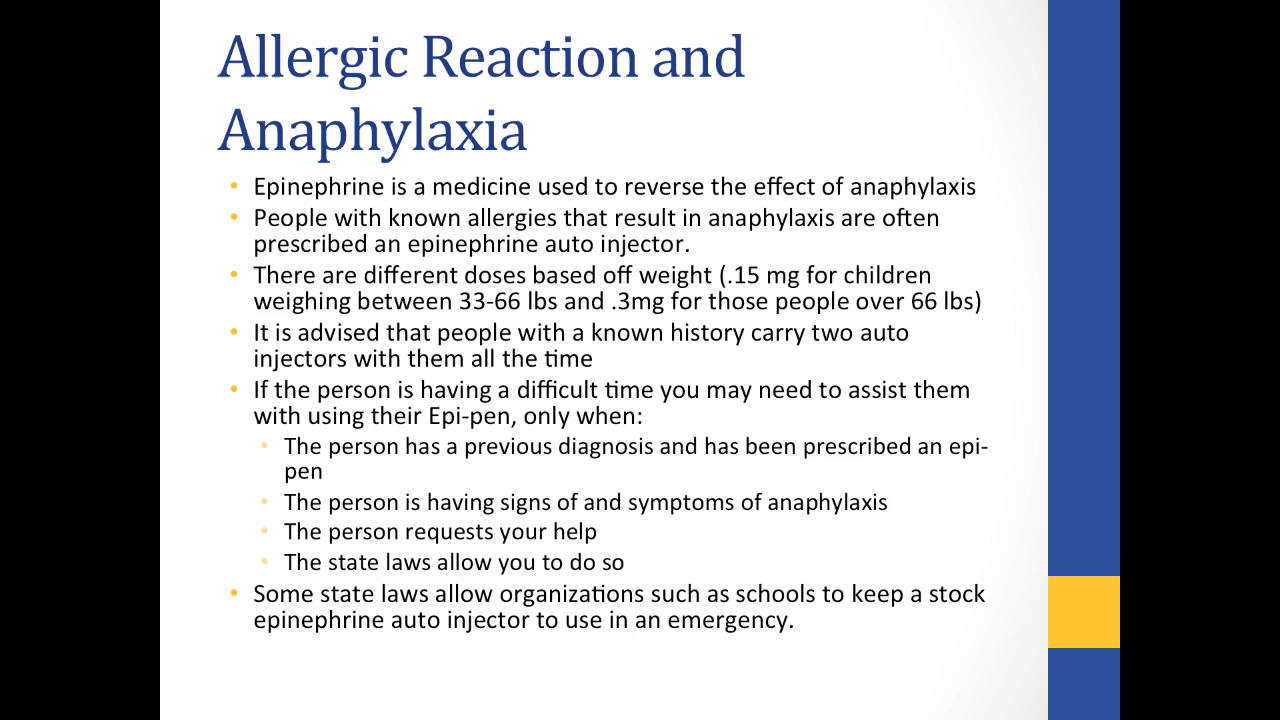 Allergic Reaction and
Anaphylaxia
• Epinephrine is a medicine used to reverse the effect of anaphylaxis
• People with known allergies that result in anaphylaxis are often
prescribed an epinephrine auto injector.
• There are different doses based off weight (.15 mg for children
weighing between 33-66 lbs and .3mg for those people over 66 lbs)
• It is advised that people with a known history carry two auto
injectors with them all the time
• If the person is having a difficult time you may need to assist them
with using their Epi-pen, only when:
• The person has a previous diagnosis and has been prescribed an epi-
pen
• The person is having signs of and symptoms of anaphylaxis
• The person requests your help
• The state laws allow you to do so
• Some state laws allow organizations such as schools to keep a stock
epinephrine auto injector to use in an emergency.